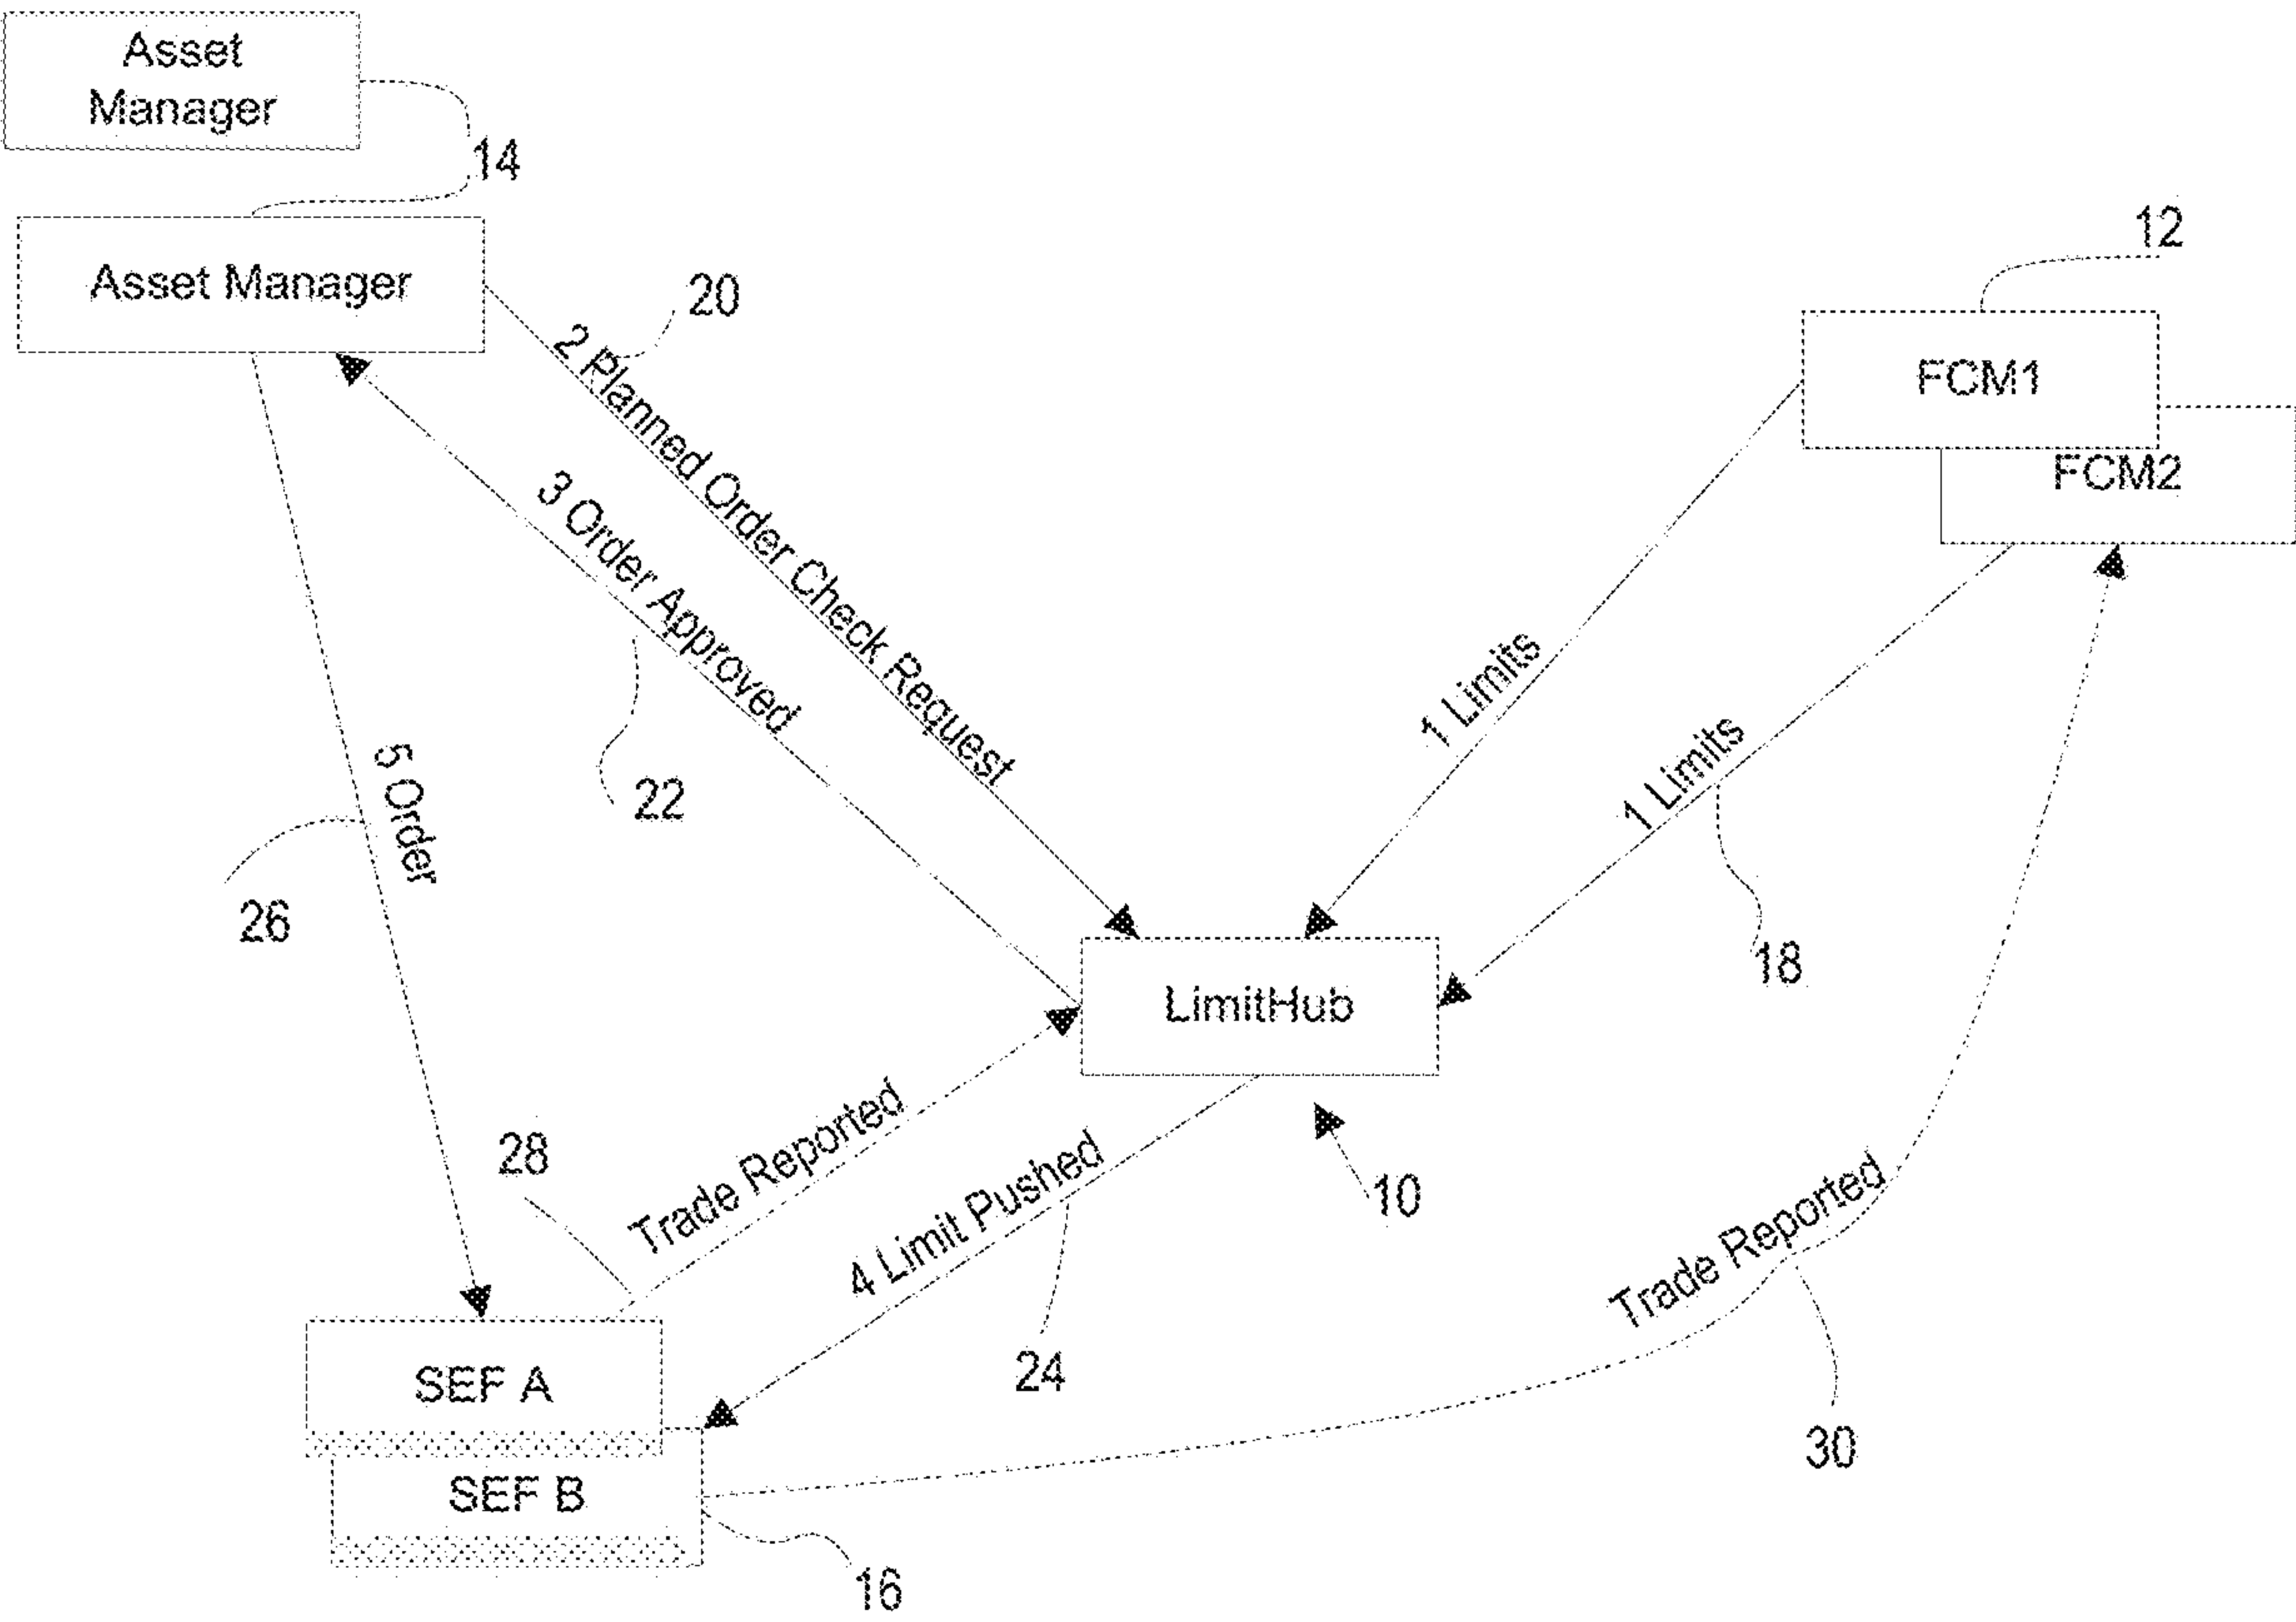 Asset
Manager
14
Asset Manager
12
20
FCM1
FCM2
2 Planned Order Check Request
3 Order Approved
22
1 Limits
1 Limits
18
5 Order
26
LimitHub
28
Trade Reported
4 Limit Pushed
10
24
Trade Reported
30
SEF A
SEF B
16